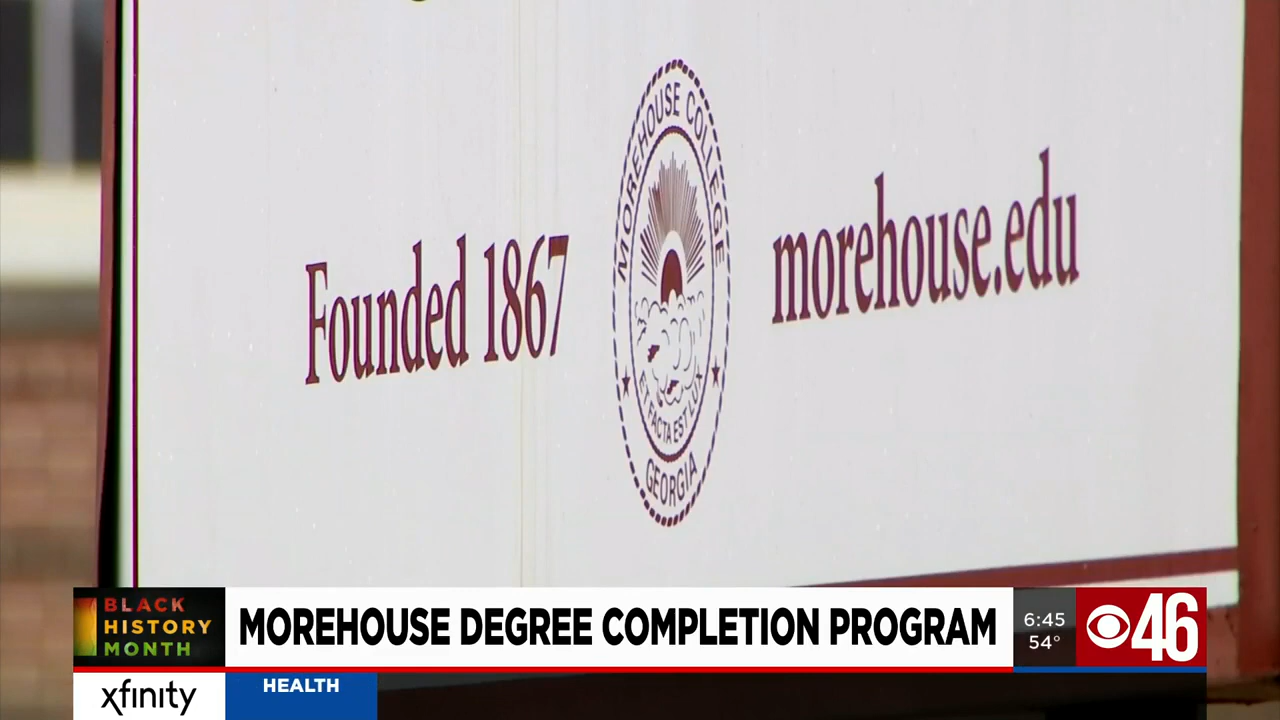 Founded 1867
MOREHOUSE COLLEGE
ET FACTA EST LUX
GEORGIA
morehouse.edu
BLACK
HISTORY
MONTH
MOREHOUSE DEGREE COMPLETION PROGRAM
6:45
54°
46
xfinity
HEALTH